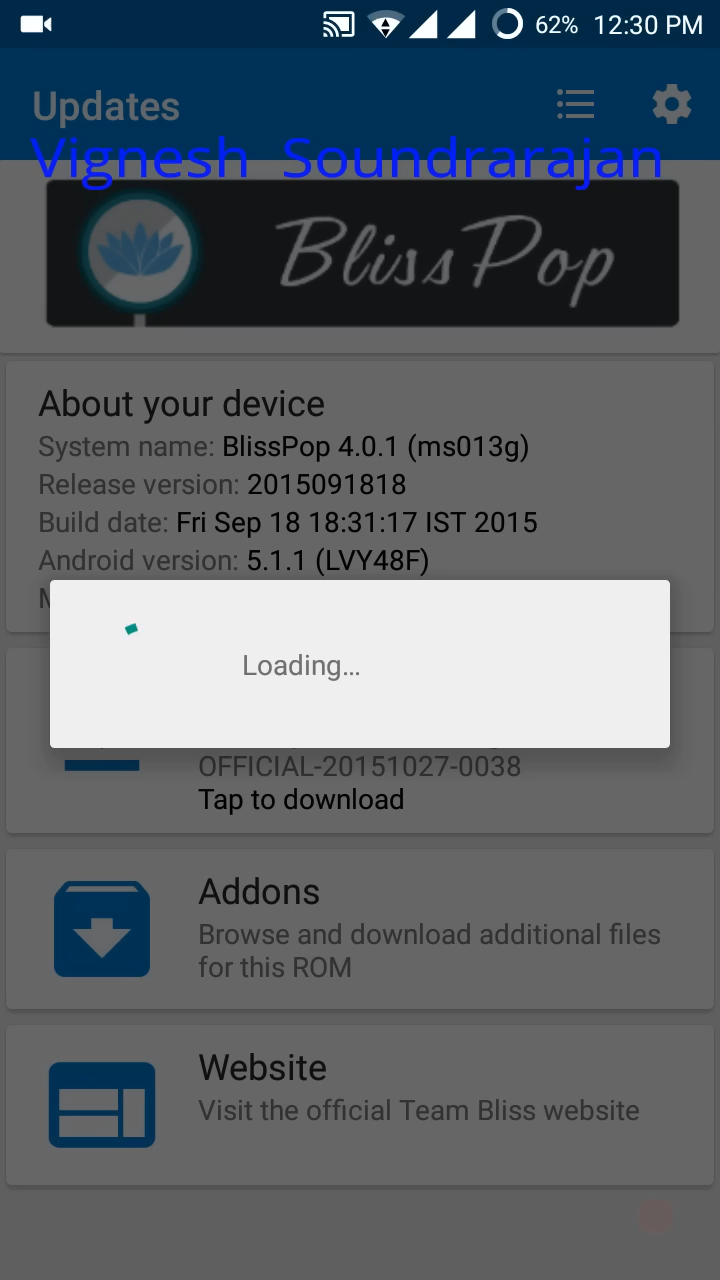 62% 12:30 PM
Updates
Vignesh Soundrarajan
BlissPop
About your device
System name: BlissPop 4.0.1 (ms013g)
Release version: 2015091818
Build date: Fri Sep 18 18:31:17 IST 2015
Android version: 5.1.1 (LVY48F)
Loading...
OFFICIAL-20151027-0038
Tap to download
Addons
Browse and download additional files
for this ROM
Website
Visit the official Team Bliss website